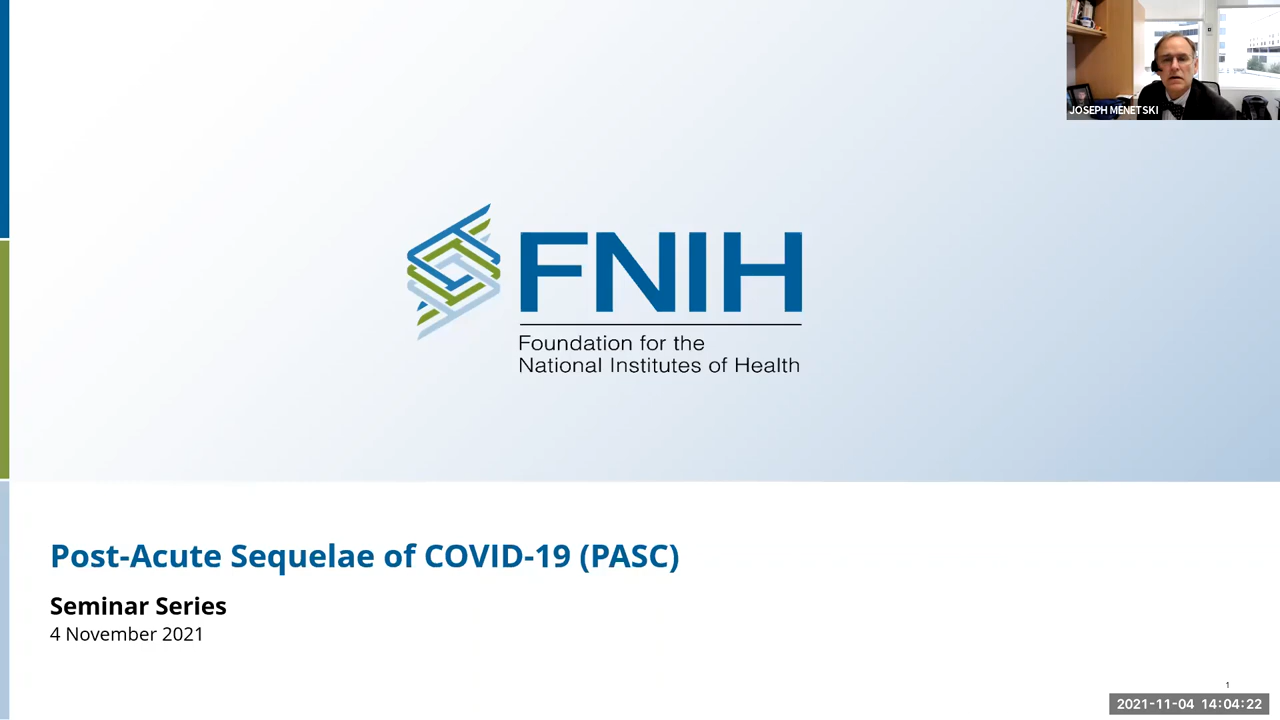 JOSEPH MENETSKI
FNIH
Foundation for the
National Institutes of Health
Post-Acute Sequelae of COVID-19 (PASC)
Seminar Series
4 November 2021
1
2021-11-04 14:04:22